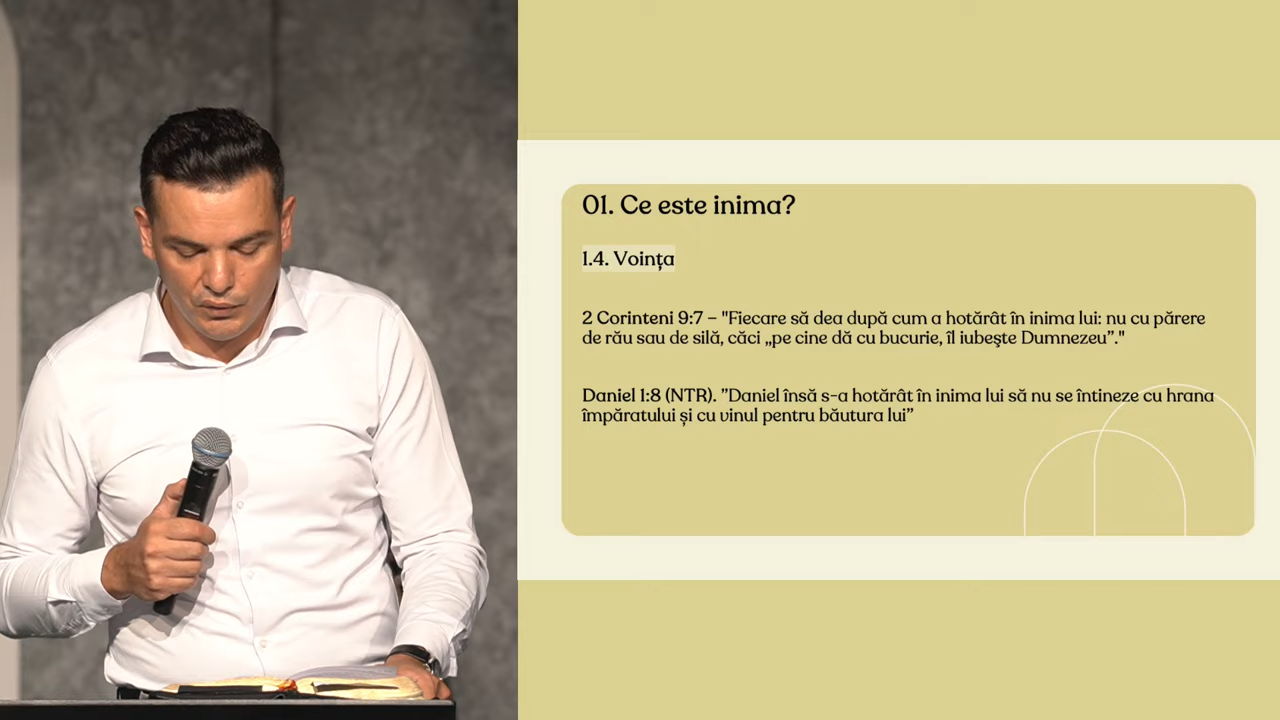 01. Ce este inima?
1.4. Voința
2 Corinteni 9:7 – "Fiecare să dea după cum a hotărât în inima lui: nu cu părere
de rău sau de silă, căci „pe cine dă cu bucurie, îl iubeşte Dumnezeu”."
Daniel 1:8 (NTR). ”Daniel însă s-a hotărât în inima lui să nu se întineze cu hrana
împăratului și cu vinul pentru băutura lui”